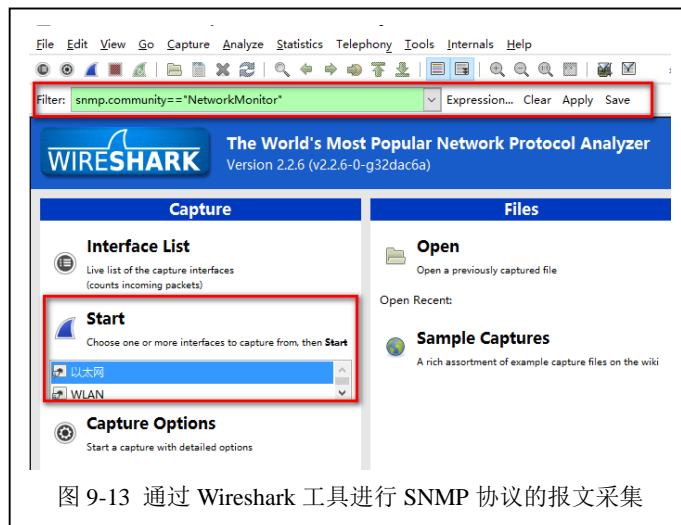 File Edit View Go Capture Analyze Statistics Telephony Tools Internals Help
Filter: snmp.community=="NetworkMonitor" Expression... Clear Apply Save
WIRESHARK
The World's Most Popular Network Protocol Analyzer
Version 2.2.6 (v2.2.6-0-g32dac6a)
Capture
Interface List
Live list of the capture interfaces
(counts incoming packets)
Start
Choose one or more interfaces to capture from, then Start
以太网
WLAN
Capture Options
Start a capture with detailed options
Files
Open
Open a previously captured file
Open Recent:
Sample Captures
A rich assortment of example capture files on the wiki
图 9-13 通过 Wireshark 工具进行 SNMP 协议的报文采集